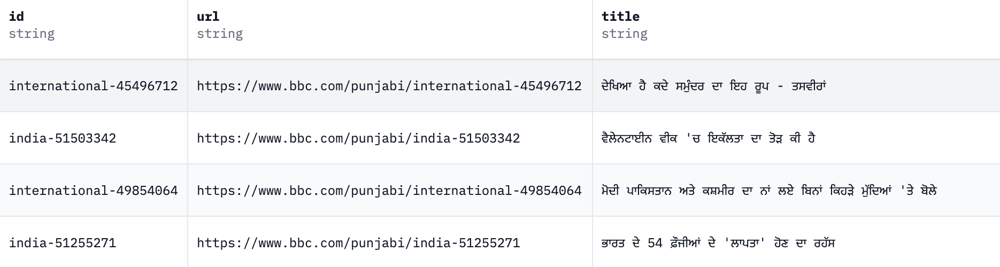 id url title
string string string
international-45496712 https://www.bbc.com/punjabi/international-45496712 ਦੇਖਿਆ ਹੈ ਕਦੇ ਸਮੁੰਦਰ ਦਾ ਇਹ ਰੂਪ - ਤਸਵੀਰਾਂ
india-51503342 https://www.bbc.com/punjabi/india-51503342 ਵੈਲੇਨਟਾਈਨ ਵੀਕ 'ਚ ਇਕੱਲਤਾ ਦਾ ਤੋੜ ਕੀ ਹੈ
international-49854064 https://www.bbc.com/punjabi/international-49854064 ਮੋਦੀ ਪਾਕਿਸਤਾਨ ਅਤੇ ਕਸ਼ਮੀਰ ਦਾ ਨਾਂ ਲਏ ਬਿਨਾਂ ਕਿਹੜੇ ਮੁੱਦਿਆਂ 'ਤੇ ਬੋਲੇ
india-51255271 https://www.bbc.com/punjabi/india-51255271 ਭਾਰਤ ਦੇ 54 ਫ਼ੌਜੀਆਂ ਦੇ 'ਲਾਪਤਾ' ਹੋਣ ਦਾ ਰਹੱਸ